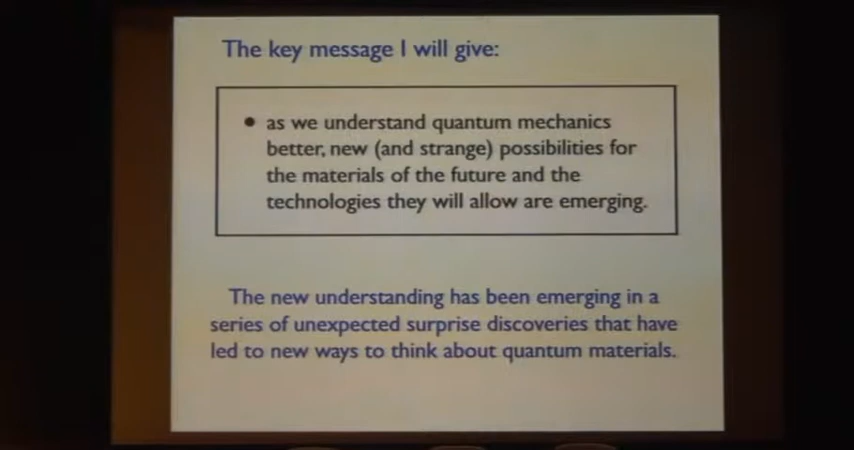 The key message I will give:
• as we understand quantum mechanics
better, new (and strange) possibilities for
the materials of the future and the
technologies they will allow are emerging.
The new understanding has been emerging in a
series of unexpected surprise discoveries that have
led to new ways to think about quantum materials.